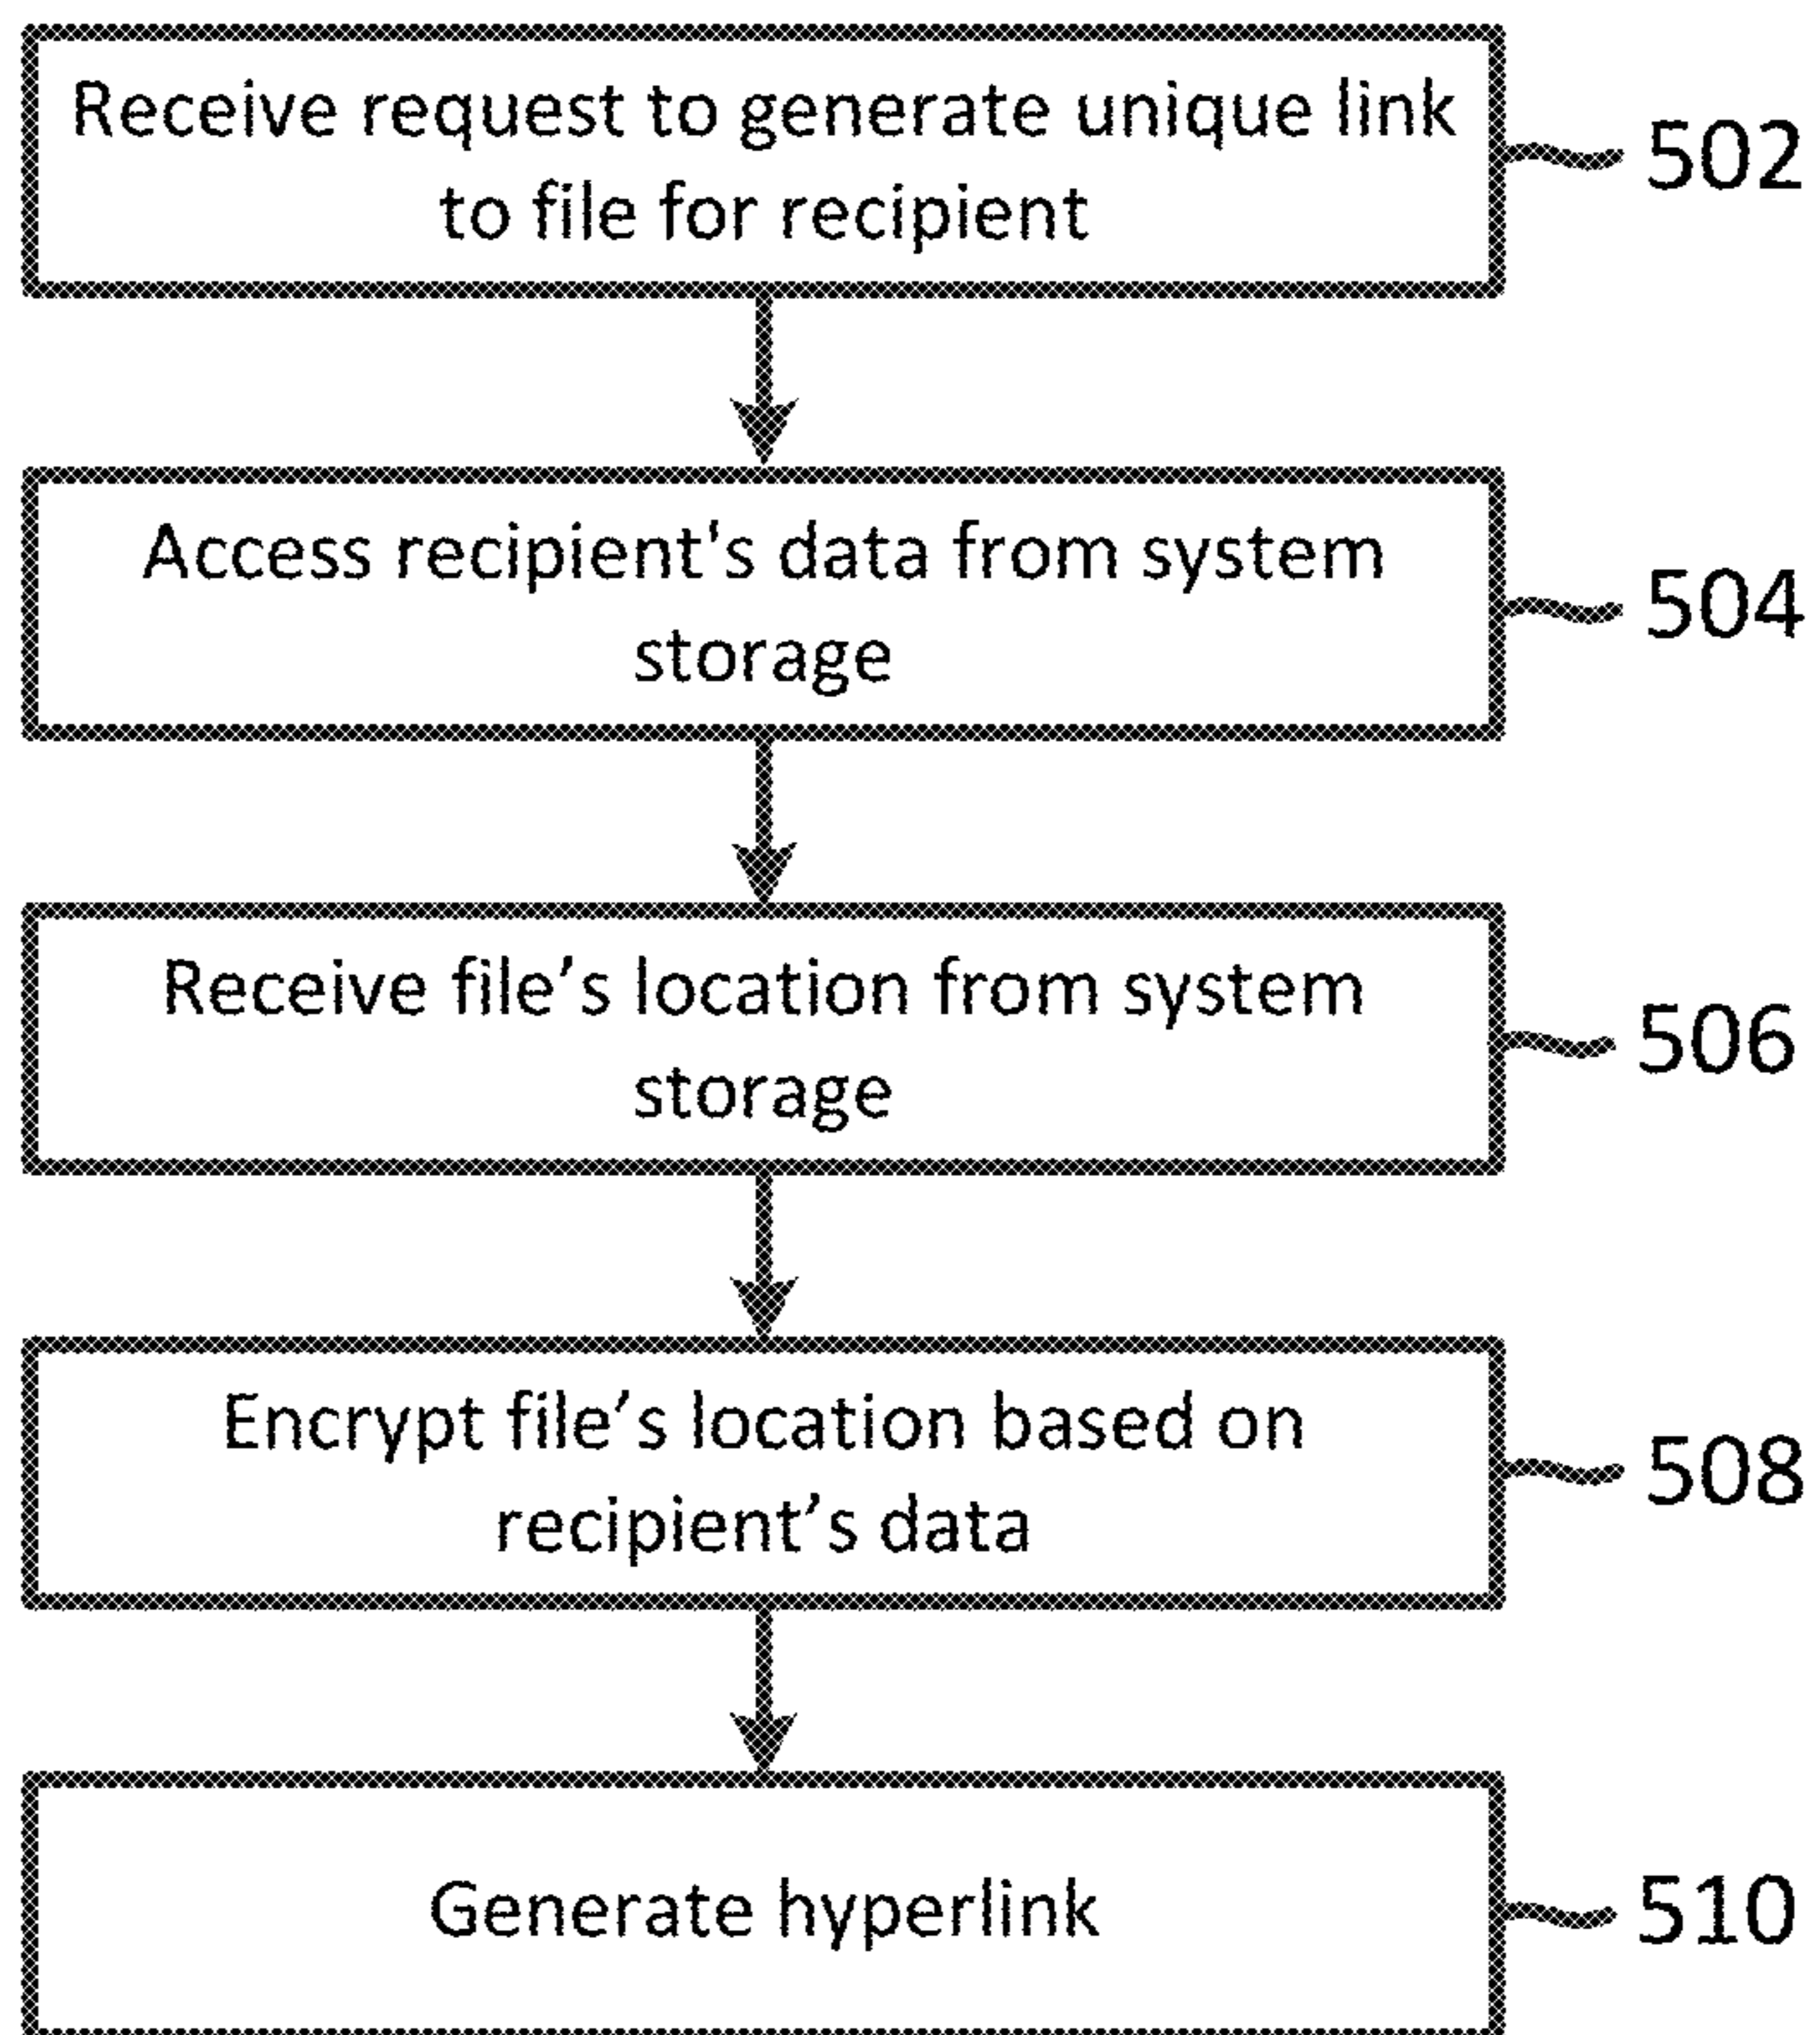 Receive request to generate unique link
to file for recipient
502
Access recipient's data from system
storage
504
Receive file’s location from system
storage
506
Encrypt file’s location based on
recipient’s data
508
Generate hyperlink
510